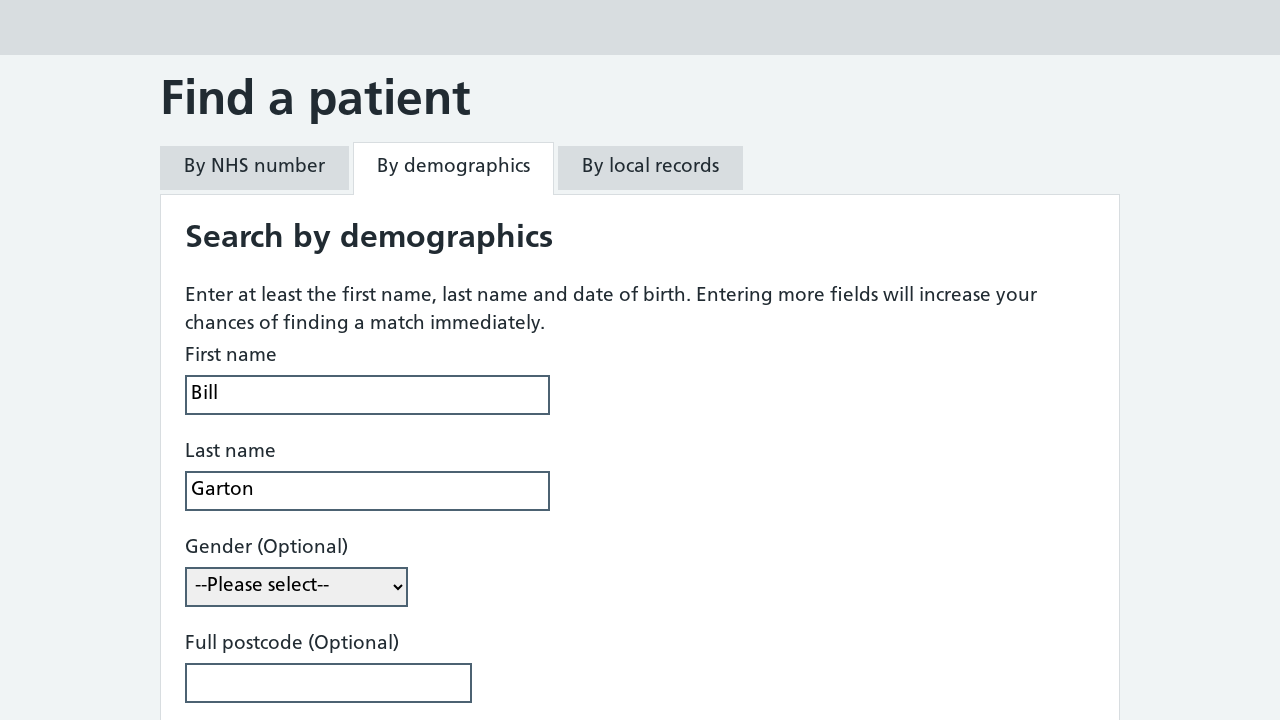 Find a patient
By NHS number
By demographics
By local records
Search by demographics
Enter at least the first name, last name and date of birth. Entering more fields will increase your
chances of finding a match immediately.
First name
Bill
Last name
Garton
Gender (Optional)
--Please select--
Full postcode (Optional)